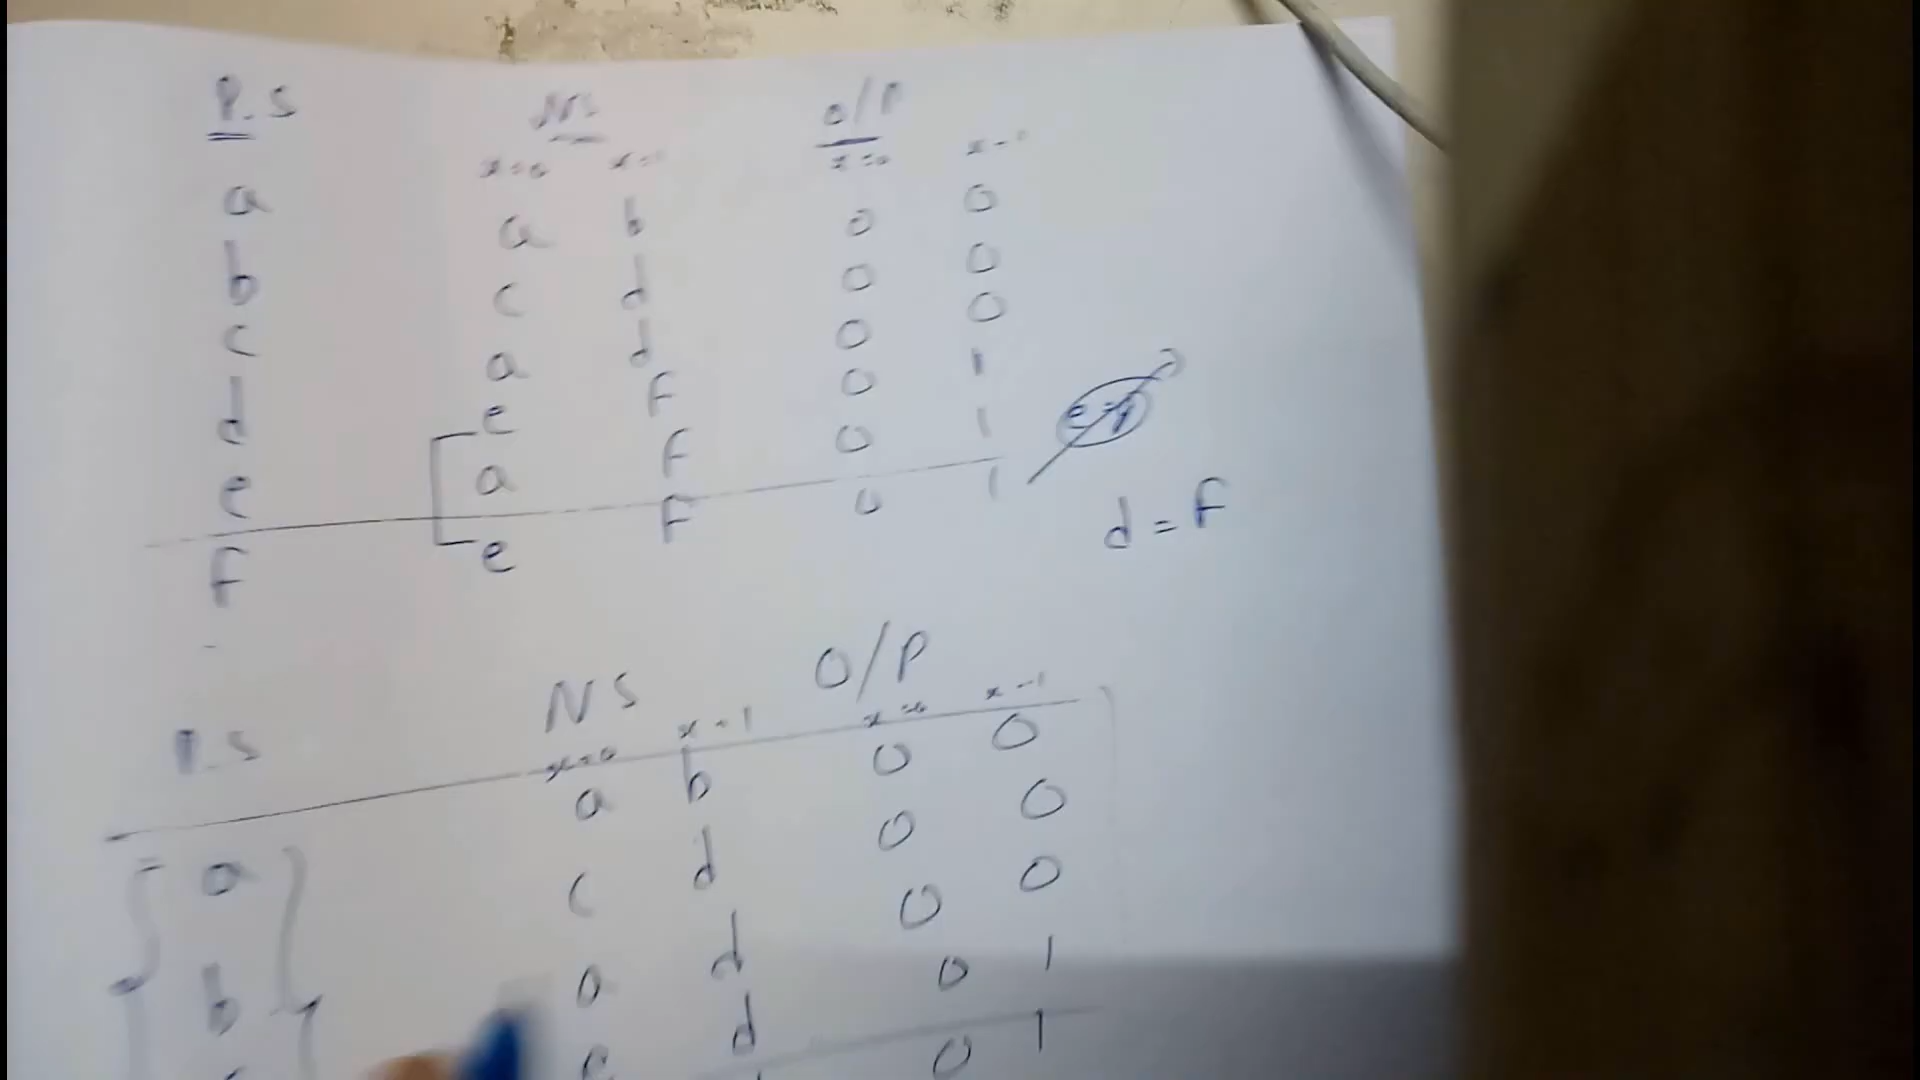 P.S NS O/P
x=0 x=1 x=0 x=1
a a b 0 0
b c d 0 0
c a d 0 0
d e f 0 1
e a f 0 1
f e f 0 1
d = f
P.S NS O/P
x=0 x=1 x=0 x=1
a a b 0 0
b c d 0 0
a d 0 0
d 0 1
0 1